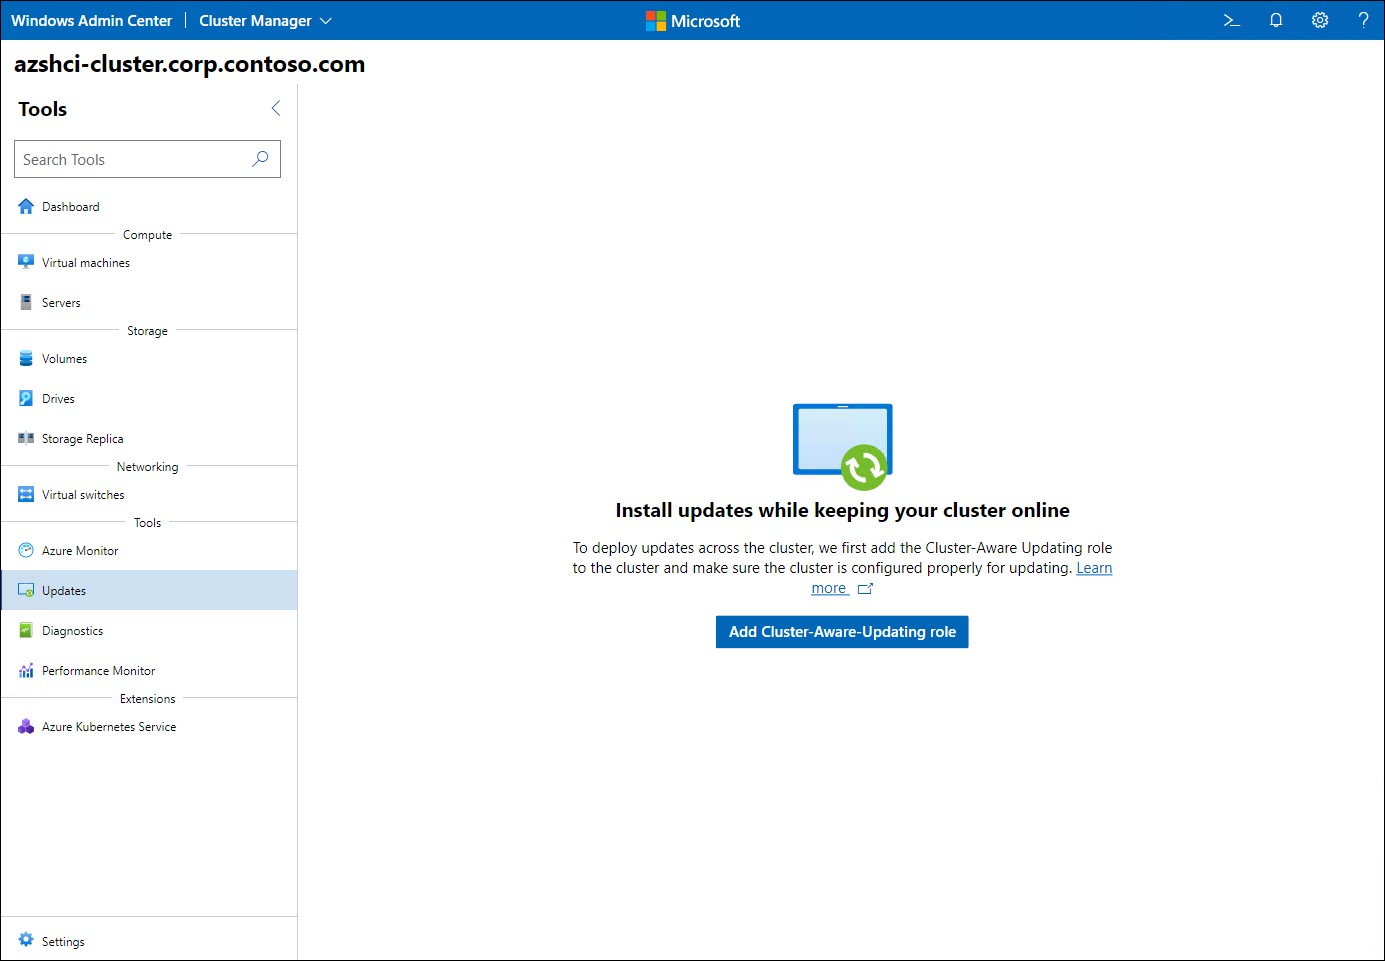 Windows Admin Center | Cluster Manager
Microsoft
>_
?
azshci-cluster.corp.contoso.com
Tools
Search Tools
Dashboard
Compute
Virtual machines
Servers
Storage
Volumes
Drives
Storage Replica
Networking
Virtual switches
Tools
Azure Monitor
Updates
Diagnostics
Performance Monitor
Extensions
Azure Kubernetes Service
Settings
Install updates while keeping your cluster online
To deploy updates across the cluster, we first add the Cluster-Aware Updating role
to the cluster and make sure the cluster is configured properly for updating. Learn
more
Add Cluster-Aware-Updating role